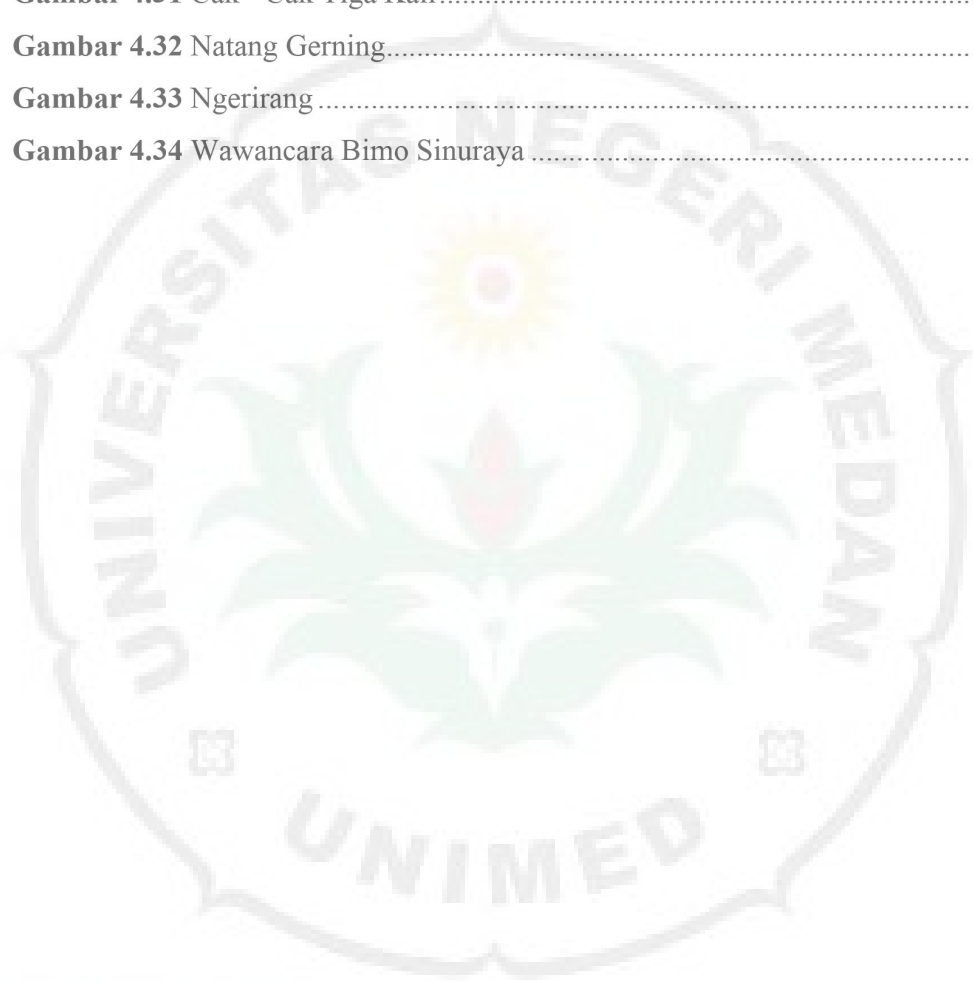 Gambar 4.31 Cak - Cak Tiga Kali........................................................................
Gambar 4.32 Natang Gerning................................................................................
Gambar 4.33 Ngerirang.........................................................................................
Gambar 4.34 Wawancara Bimo Sinuraya.............................................................
UNIVERSITAS NEGERI MEDAN
UNIMED